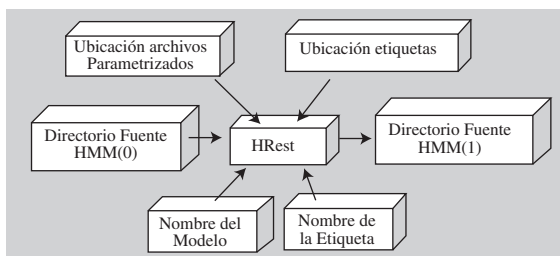 Ubicación archivos
Parametrizados
Ubicación etiquetas
Directorio Fuente
HMM(0)
HRest
Directorio Fuente
HMM(1)
Nombre del
Modelo
Nombre de
la Etiqueta